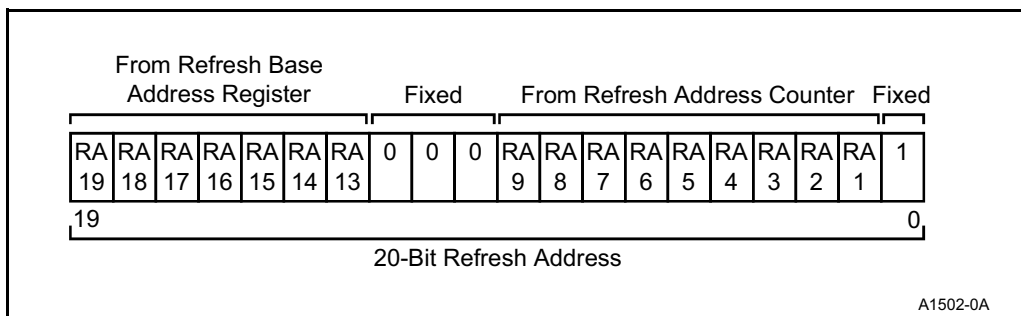 From Refresh Base
Address Register Fixed From Refresh Address Counter Fixed
RA RA RA RA RA RA RA 0 0 0 RA RA RA RA RA RA RA RA RA 1
19 18 17 16 15 14 13 9 8 7 6 5 4 3 2 1
19 0
20-Bit Refresh Address
A1502-0A